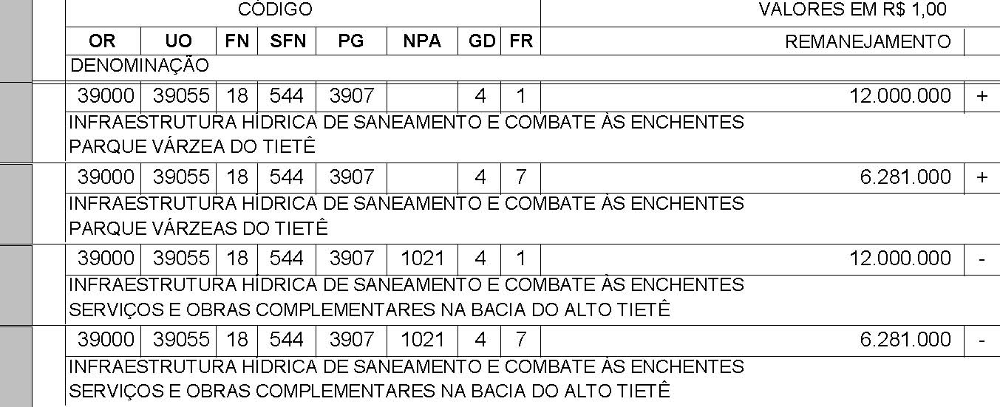 CÓDIGO VALORES EM R$ 1,00
OR UO FN SFN PG NPA GD FR REMANEJAMENTO
DENOMINAÇÃO
39000 39055 18 544 3907 4 1 12.000.000 +
INFRAESTRUTURA HÍDRICA DE SANEAMENTO E COMBATE ÀS ENCHENTES
PARQUE VÁRZEA DO TIETÊ
39000 39055 18 544 3907 4 7 6.281.000 +
INFRAESTRUTURA HÍDRICA DE SANEAMENTO E COMBATE ÀS ENCHENTES
PARQUE VÁRZEAS DO TIETÊ
39000 39055 18 544 3907 1021 4 1 12.000.000 -
INFRAESTRUTURA HÍDRICA DE SANEAMENTO E COMBATE ÀS ENCHENTES
SERVIÇOS E OBRAS COMPLEMENTARES NA BACIA DO ALTO TIETÊ
39000 39055 18 544 3907 1021 4 7 6.281.000 -
INFRAESTRUTURA HÍDRICA DE SANEAMENTO E COMBATE ÀS ENCHENTES
SERVIÇOS E OBRAS COMPLEMENTARES NA BACIA DO ALTO TIETÊ